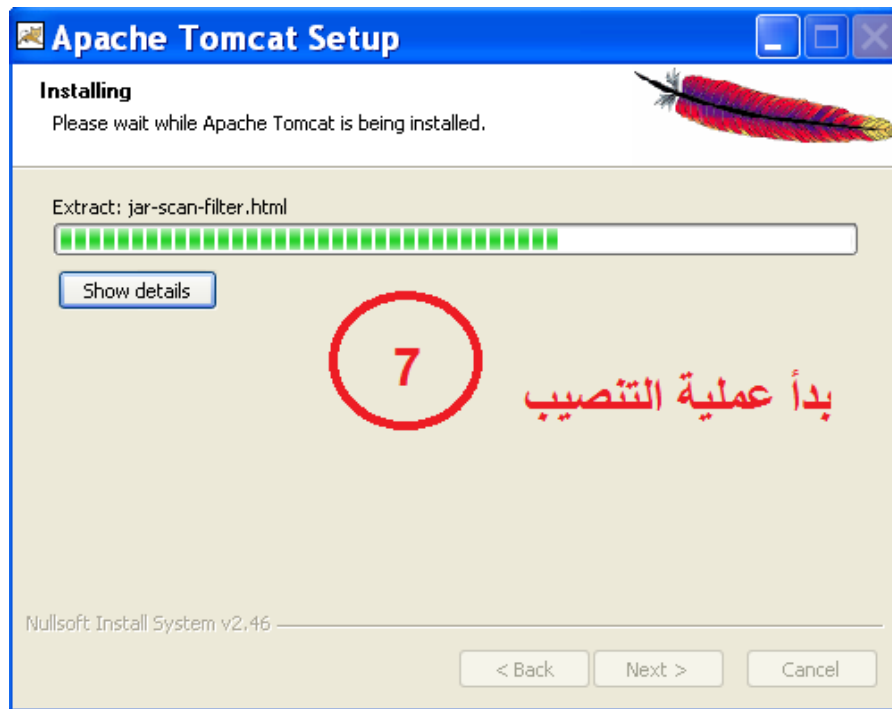 Apache Tomcat Setup
Installing
Please wait while Apache Tomcat is being installed.
Extract: jar-scan-filter.html
Show details
7
بدأ عملية التنصيب
Nullsoft Install System v2.46
< Back Next > Cancel